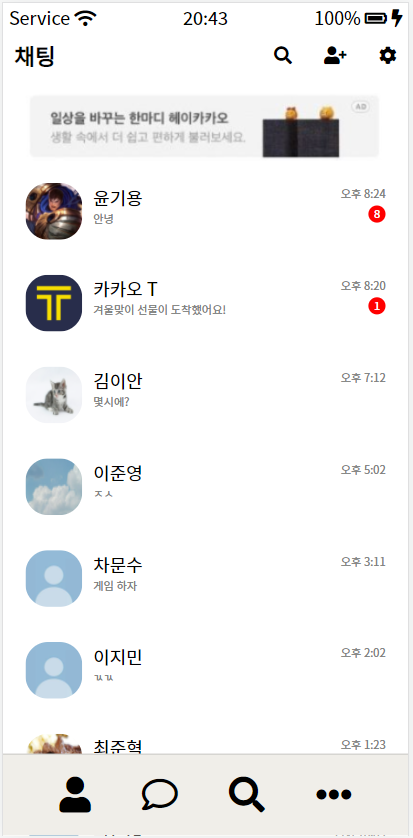 Service 20:43 100%
채팅
일상을 바꾸는 한마디 헤이카카오 AD
생활 속에서 더 쉽고 편하게 불러보세요.
윤기용 오후 8:24
안녕 8
카카오 T 오후 8:20
겨울맞이 선물이 도착했어요! 1
김이안 오후 7:12
몇시에?
이준영 오후 5:02
ㅈㅅ
차문수 오후 3:11
게임 하자
이지민 오후 2:02
ㄳㄳ
최준혁 오후 1:23